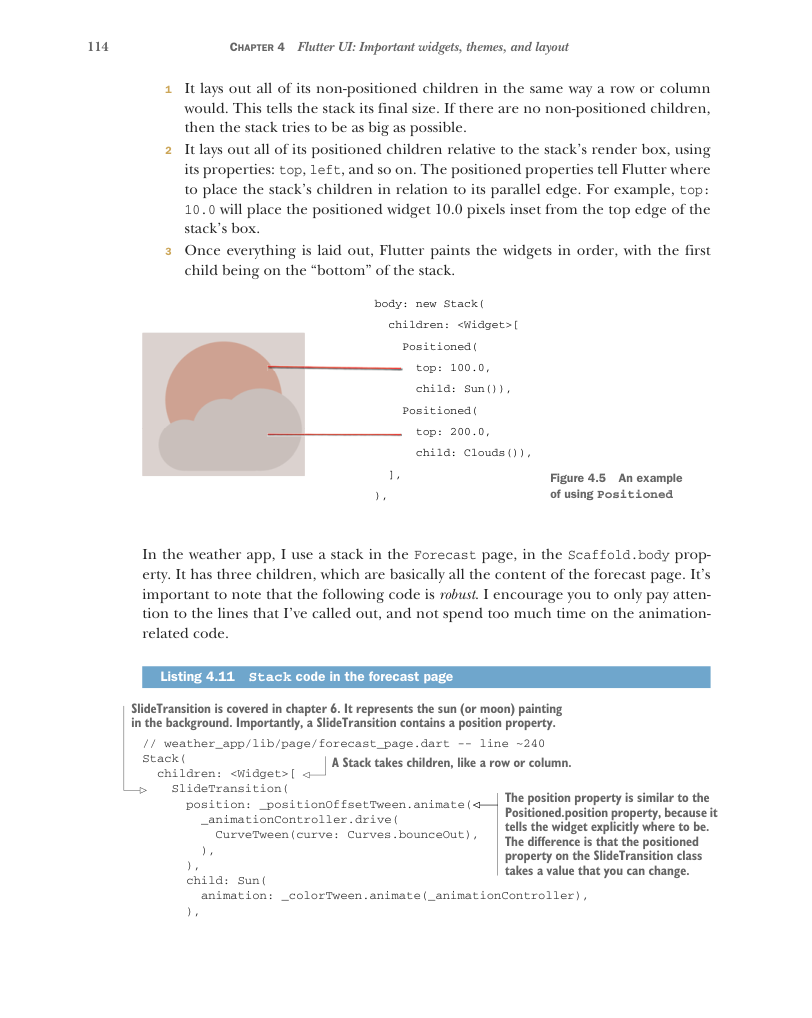 114
CHAPTER 4 Flutter UI: Important widgets, themes, and layout
1 It lays out all of its non-positioned children in the same way a row or column
would. This tells the stack its final size. If there are no non-positioned children,
then the stack tries to be as big as possible.
2 It lays out all of its positioned children relative to the stack’s render box, using
its properties: top, left, and so on. The positioned properties tell Flutter where
to place the stack’s children in relation to its parallel edge. For example, top:
10.0 will place the positioned widget 10.0 pixels inset from the top edge of the
stack’s box.
3 Once everything is laid out, Flutter paints the widgets in order, with the first
child being on the “bottom” of the stack.
body: new Stack(
children: <Widget>[
Positioned(
top: 100.0,
child: Sun()),
Positioned(
top: 200.0,
child: Clouds()),
],
),
Figure 4.5 An example
of using Positioned
In the weather app, I use a stack in the Forecast page, in the Scaffold.body prop-
erty. It has three children, which are basically all the content of the forecast page. It’s
important to note that the following code is robust. I encourage you to only pay atten-
tion to the lines that I’ve called out, and not spend too much time on the animation-
related code.
Listing 4.11 Stack code in the forecast page
SlideTransition is covered in chapter 6. It represents the sun (or moon) painting
in the background. Importantly, a SlideTransition contains a position property.
// weather_app/lib/page/forecast_page.dart -- line ~240
Stack(
children: <Widget>[
A Stack takes children, like a row or column.
SlideTransition(
position: _positionOffsetTween.animate(
_animationController.drive(
CurveTween(curve: Curves.bounceOut),
),
),
child: Sun(
animation: _colorTween.animate(_animationController),
),
The position property is similar to the
Positioned.position property, because it
tells the widget explicitly where to be.
The difference is that the positioned
property on the SlideTransition class
takes a value that you can change.